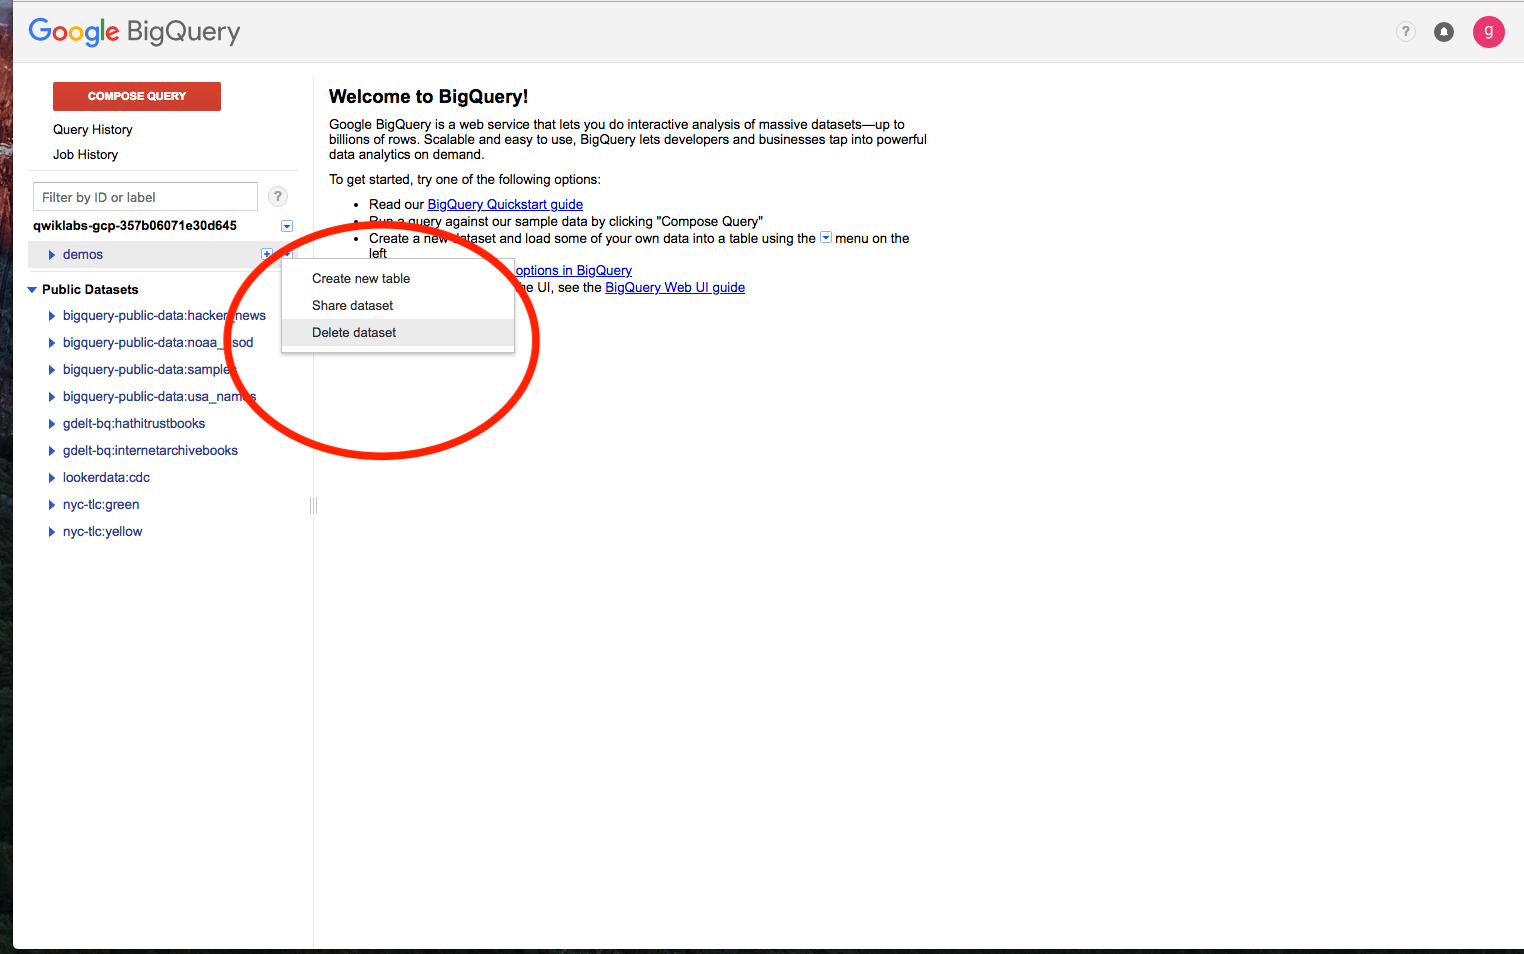 Google BigQuery
?
g
COMPOSE QUERY
Query History
Job History
Filter by ID or label
?
qwiklabs-gcp-357b06071e30d645
demos
Public Datasets
bigquery-public-data:hacker_news
bigquery-public-data:noaa_gsod
bigquery-public-data:samples
bigquery-public-data:usa_names
gdelt-bq:hathitrustbooks
gdelt-bq:internetarchivebooks
lookerdata:cdc
nyc-tlc:green
nyc-tlc:yellow
Create new table
Share dataset
Delete dataset
Welcome to BigQuery!
Google BigQuery is a web service that lets you do interactive analysis of massive datasets—up to
billions of rows. Scalable and easy to use, BigQuery lets developers and businesses tap into powerful
data analytics on demand.
To get started, try one of the following options:
• Read our BigQuery Quickstart guide
• Run a query against our sample data by clicking "Compose Query"
• Create a new dataset and load some of your own data into a table using the menu on the
left
options in BigQuery
UI, see the BigQuery Web UI guide